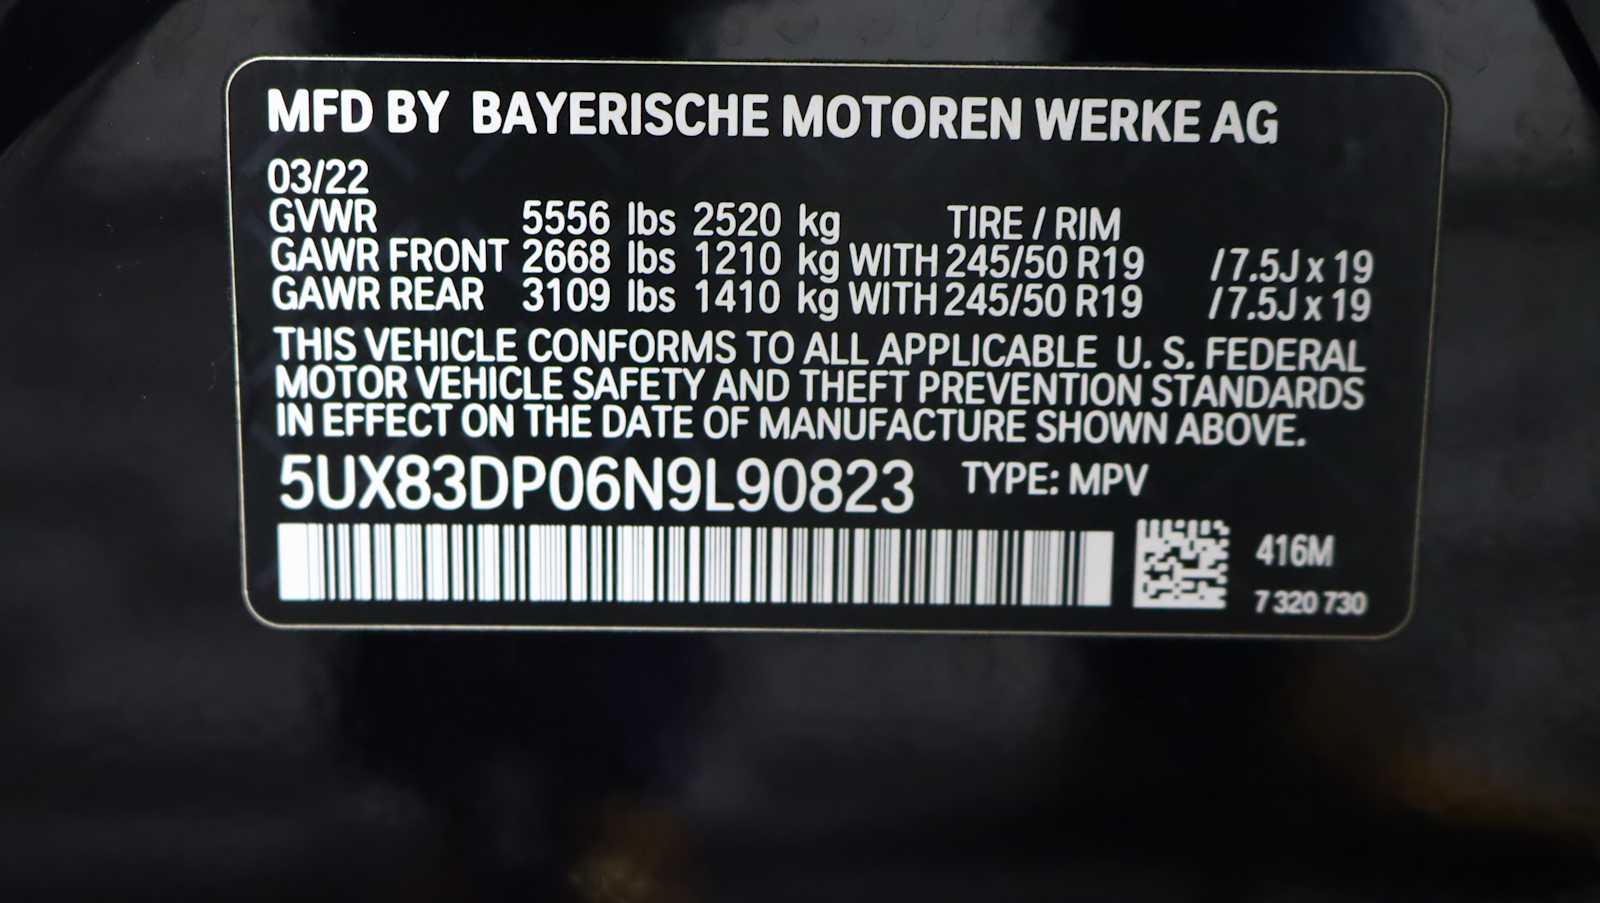 MFD BY BAYERISCHE MOTOREN WERKE AG
03/22
GVWR 5556 lbs 2520 kg TIRE / RIM
GAWR FRONT 2668 lbs 1210 kg WITH 245/50 R19 / 7.5J x 19
GAWR REAR 3109 lbs 1410 kg WITH 245/50 R19 / 7.5J x 19
THIS VEHICLE CONFORMS TO ALL APPLICABLE U. S. FEDERAL
MOTOR VEHICLE SAFETY AND THEFT PREVENTION STANDARDS
IN EFFECT ON THE DATE OF MANUFACTURE SHOWN ABOVE.
5UX83DP06N9L90823 TYPE: MPV
416M
7 320 730